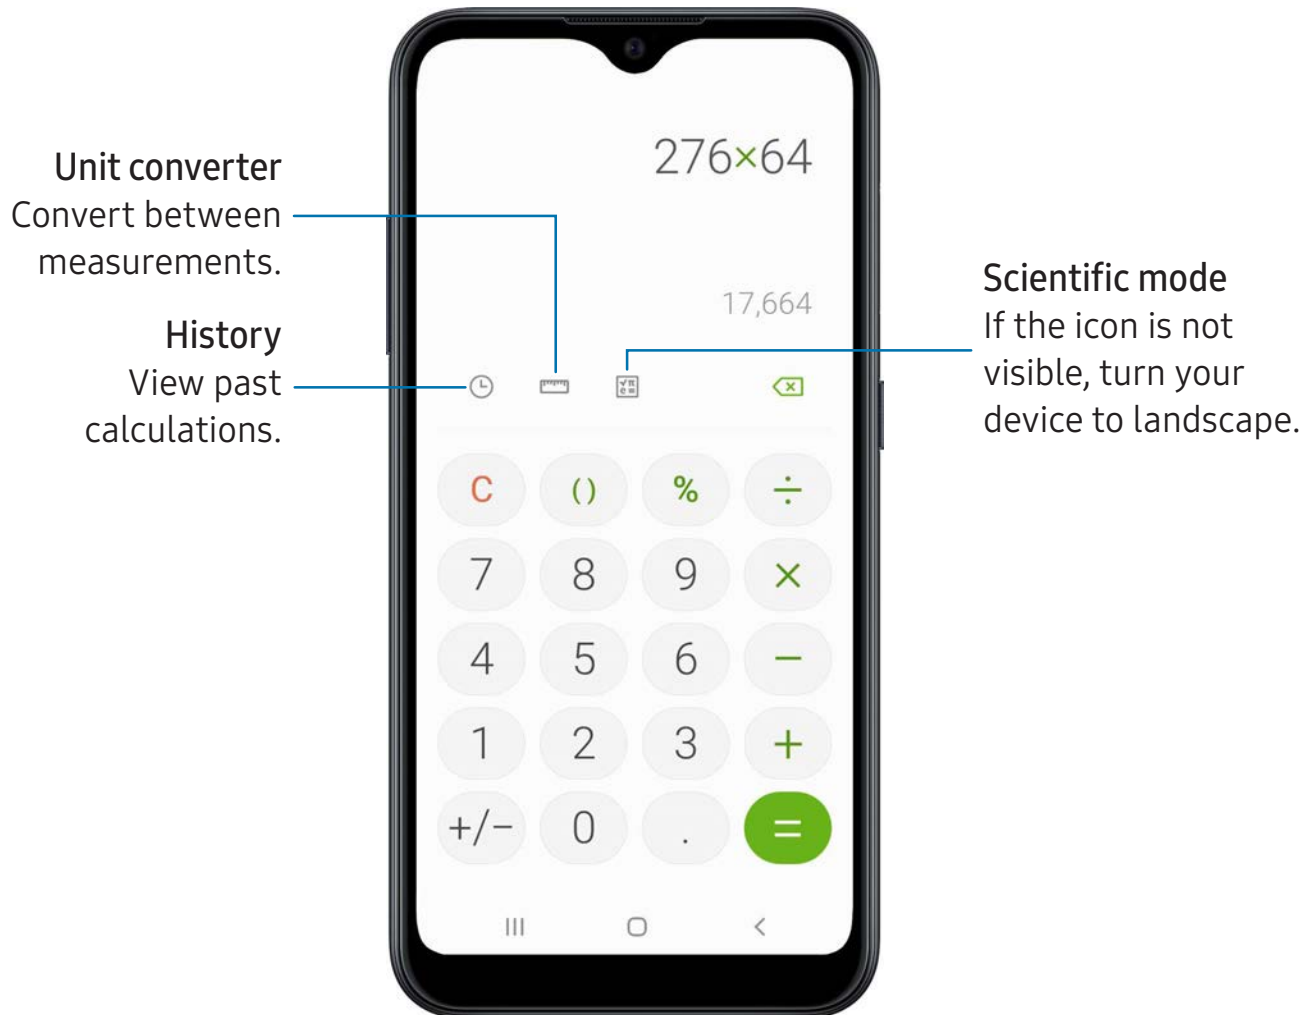 276×64
Unit converter
Convert between
measurements.
17,664
History
View past
calculations.
Scientific mode
If the icon is not
visible, turn your
device to landscape.
√π
e=
C
()
%
÷
7
8
9
×
4
5
6
−
1
2
3
+
+/−
0
.
=